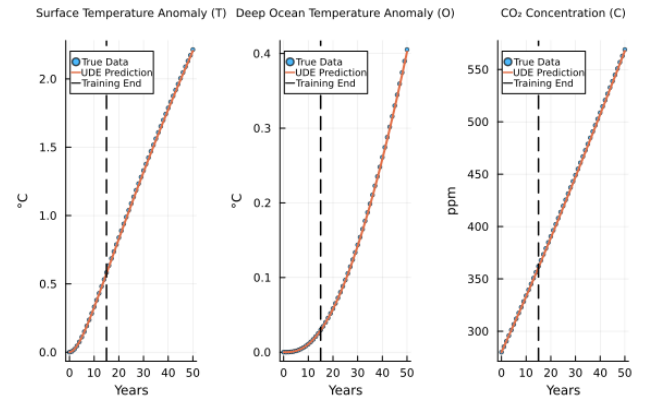 Surface Temperature Anomaly (T)
Deep Ocean Temperature Anomaly (O)
CO₂ Concentration (C)
True Data
UDE Prediction
Training End
2.0
1.5
1.0
0.5
0.0
°C
0 10 20 30 40 50
Years
True Data
UDE Prediction
Training End
0.4
0.3
0.2
0.1
0.0
°C
0 10 20 30 40 50
Years
True Data
UDE Prediction
Training End
550
500
450
400
350
300
ppm
0 10 20 30 40 50
Years